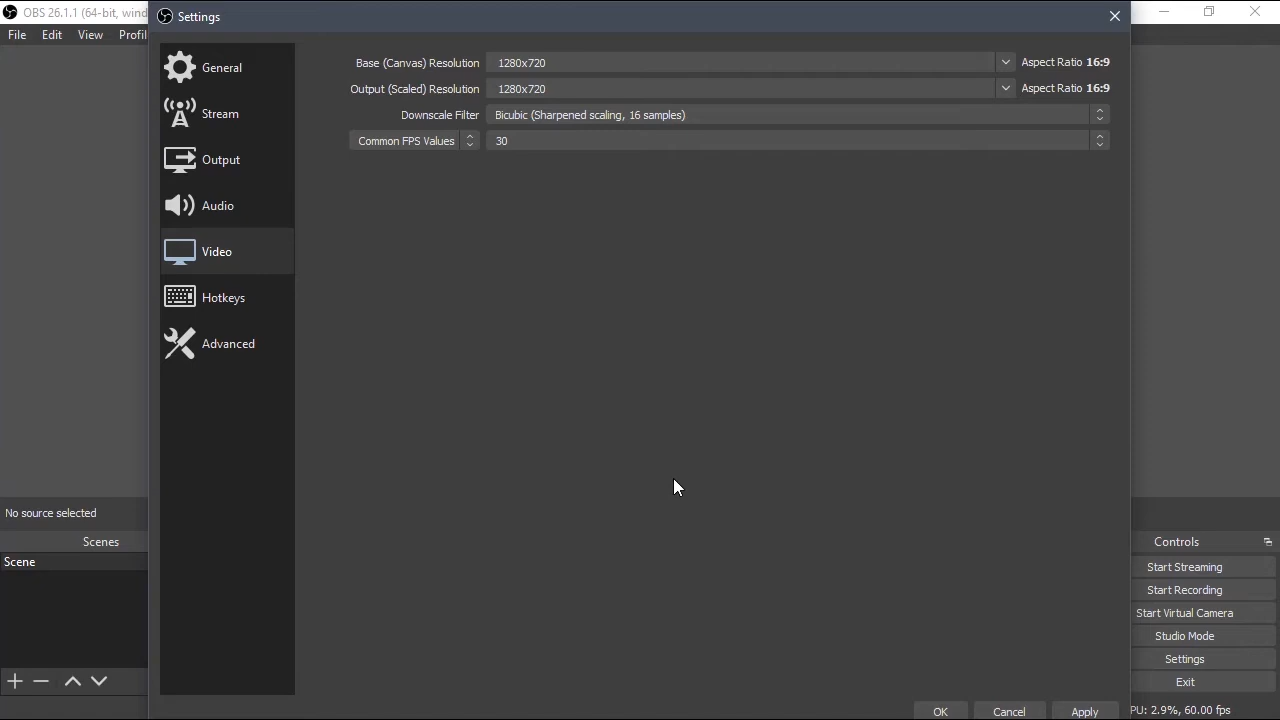 OBS 26.1.1 (64-bit, wind
Settings
File Edit View Profil
General
Stream
Output
Audio
Video
Hotkeys
Advanced
Base (Canvas) Resolution 1280x720 Aspect Ratio 16:9
Output (Scaled) Resolution 1280x720 Aspect Ratio 16:9
Downscale Filter Bicubic (Sharpened scaling, 16 samples)
Common FPS Values 30
No source selected
Scenes
Scene
Controls
Start Streaming
Start Recording
Start Virtual Camera
Studio Mode
Settings
Exit
OK Cancel Apply
PU: 2.9%, 60.00 fps